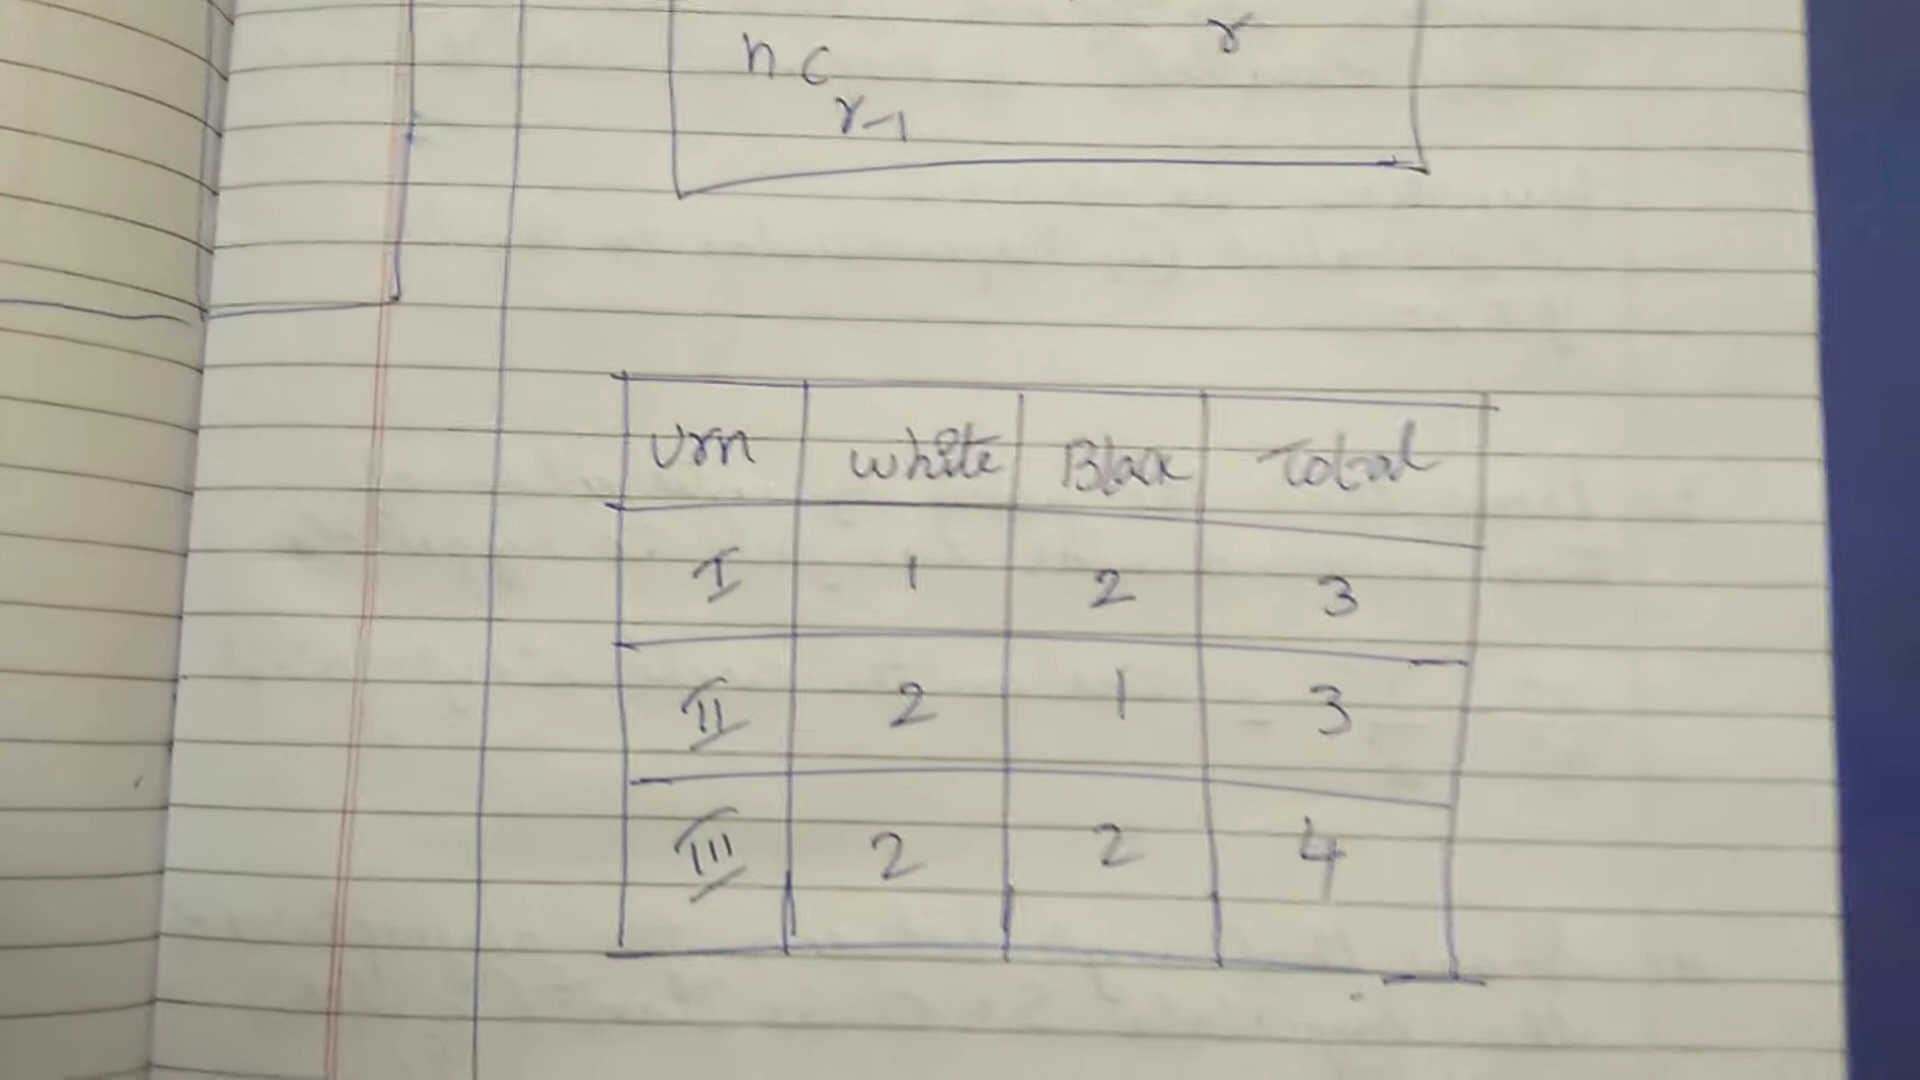 r
n c
r-1
Urn White Black Total
I 1 2 3
II 2 1 3
III 2 2 4